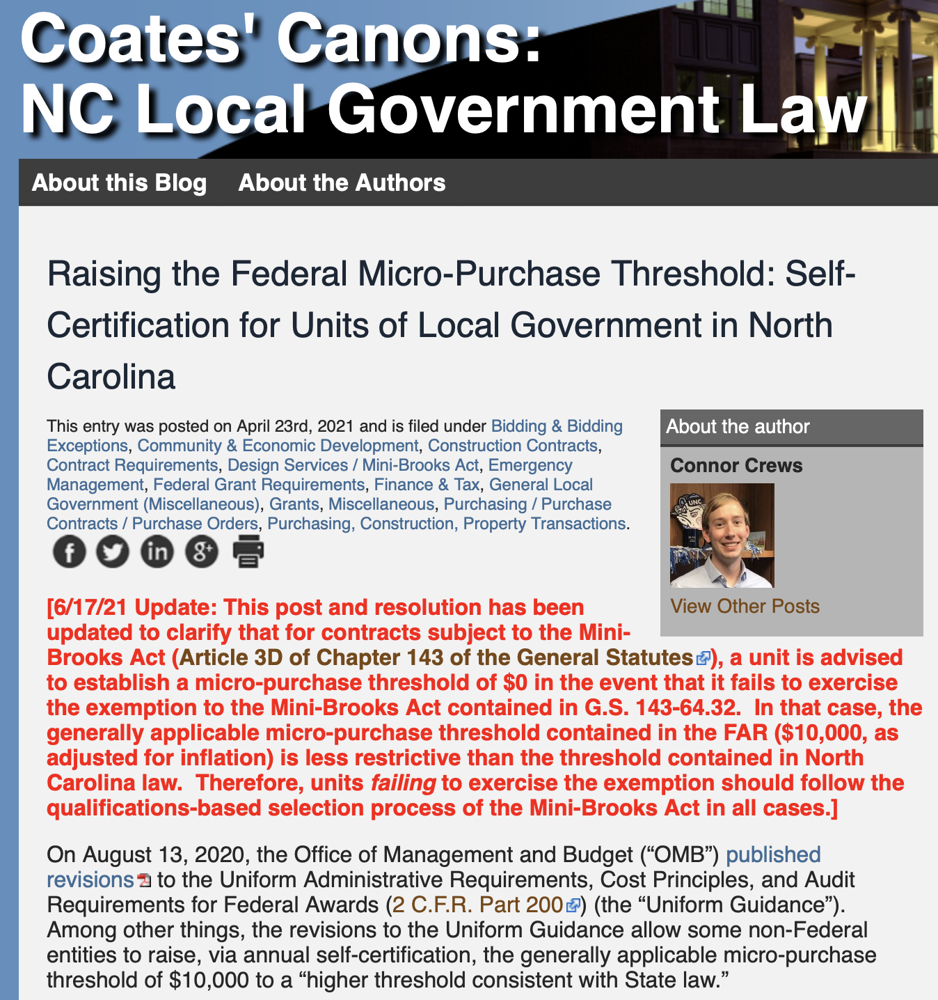 Coates' Canons:
NC Local Government Law
About this Blog
About the Authors
Raising the Federal Micro-Purchase Threshold: Self-
Certification for Units of Local Government in North
Carolina
This entry was posted on April 23rd, 2021 and is filed under Bidding & Bidding
Exceptions, Community & Economic Development, Construction Contracts,
Contract Requirements, Design Services / Mini-Brooks Act, Emergency
Management, Federal Grant Requirements, Finance & Tax, General Local
Government (Miscellaneous), Grants, Miscellaneous, Purchasing / Purchase
Contracts / Purchase Orders, Purchasing, Construction, Property Transactions.
f
in
g+
About the author
Connor Crews
UNC
View Other Posts
[6/17/21 Update: This post and resolution has been
updated to clarify that for contracts subject to the Mini-
Brooks Act (Article 3D of Chapter 143 of the General Statutes), a unit is advised
to establish a micro-purchase threshold of $0 in the event that it fails to exercise
the exemption to the Mini-Brooks Act contained in G.S. 143-64.32. In that case, the
generally applicable micro-purchase threshold contained in the FAR ($10,000, as
adjusted for inflation) is less restrictive than the threshold contained in North
Carolina law. Therefore, units failing to exercise the exemption should follow the
qualifications-based selection process of the Mini-Brooks Act in all cases.]
On August 13, 2020, the Office of Management and Budget (“OMB”) published
revisions to the Uniform Administrative Requirements, Cost Principles, and Audit
Requirements for Federal Awards (2 C.F.R. Part 200) (the “Uniform Guidance”).
Among other things, the revisions to the Uniform Guidance allow some non-Federal
entities to raise, via annual self-certification, the generally applicable micro-purchase
threshold of $10,000 to a “higher threshold consistent with State law.”